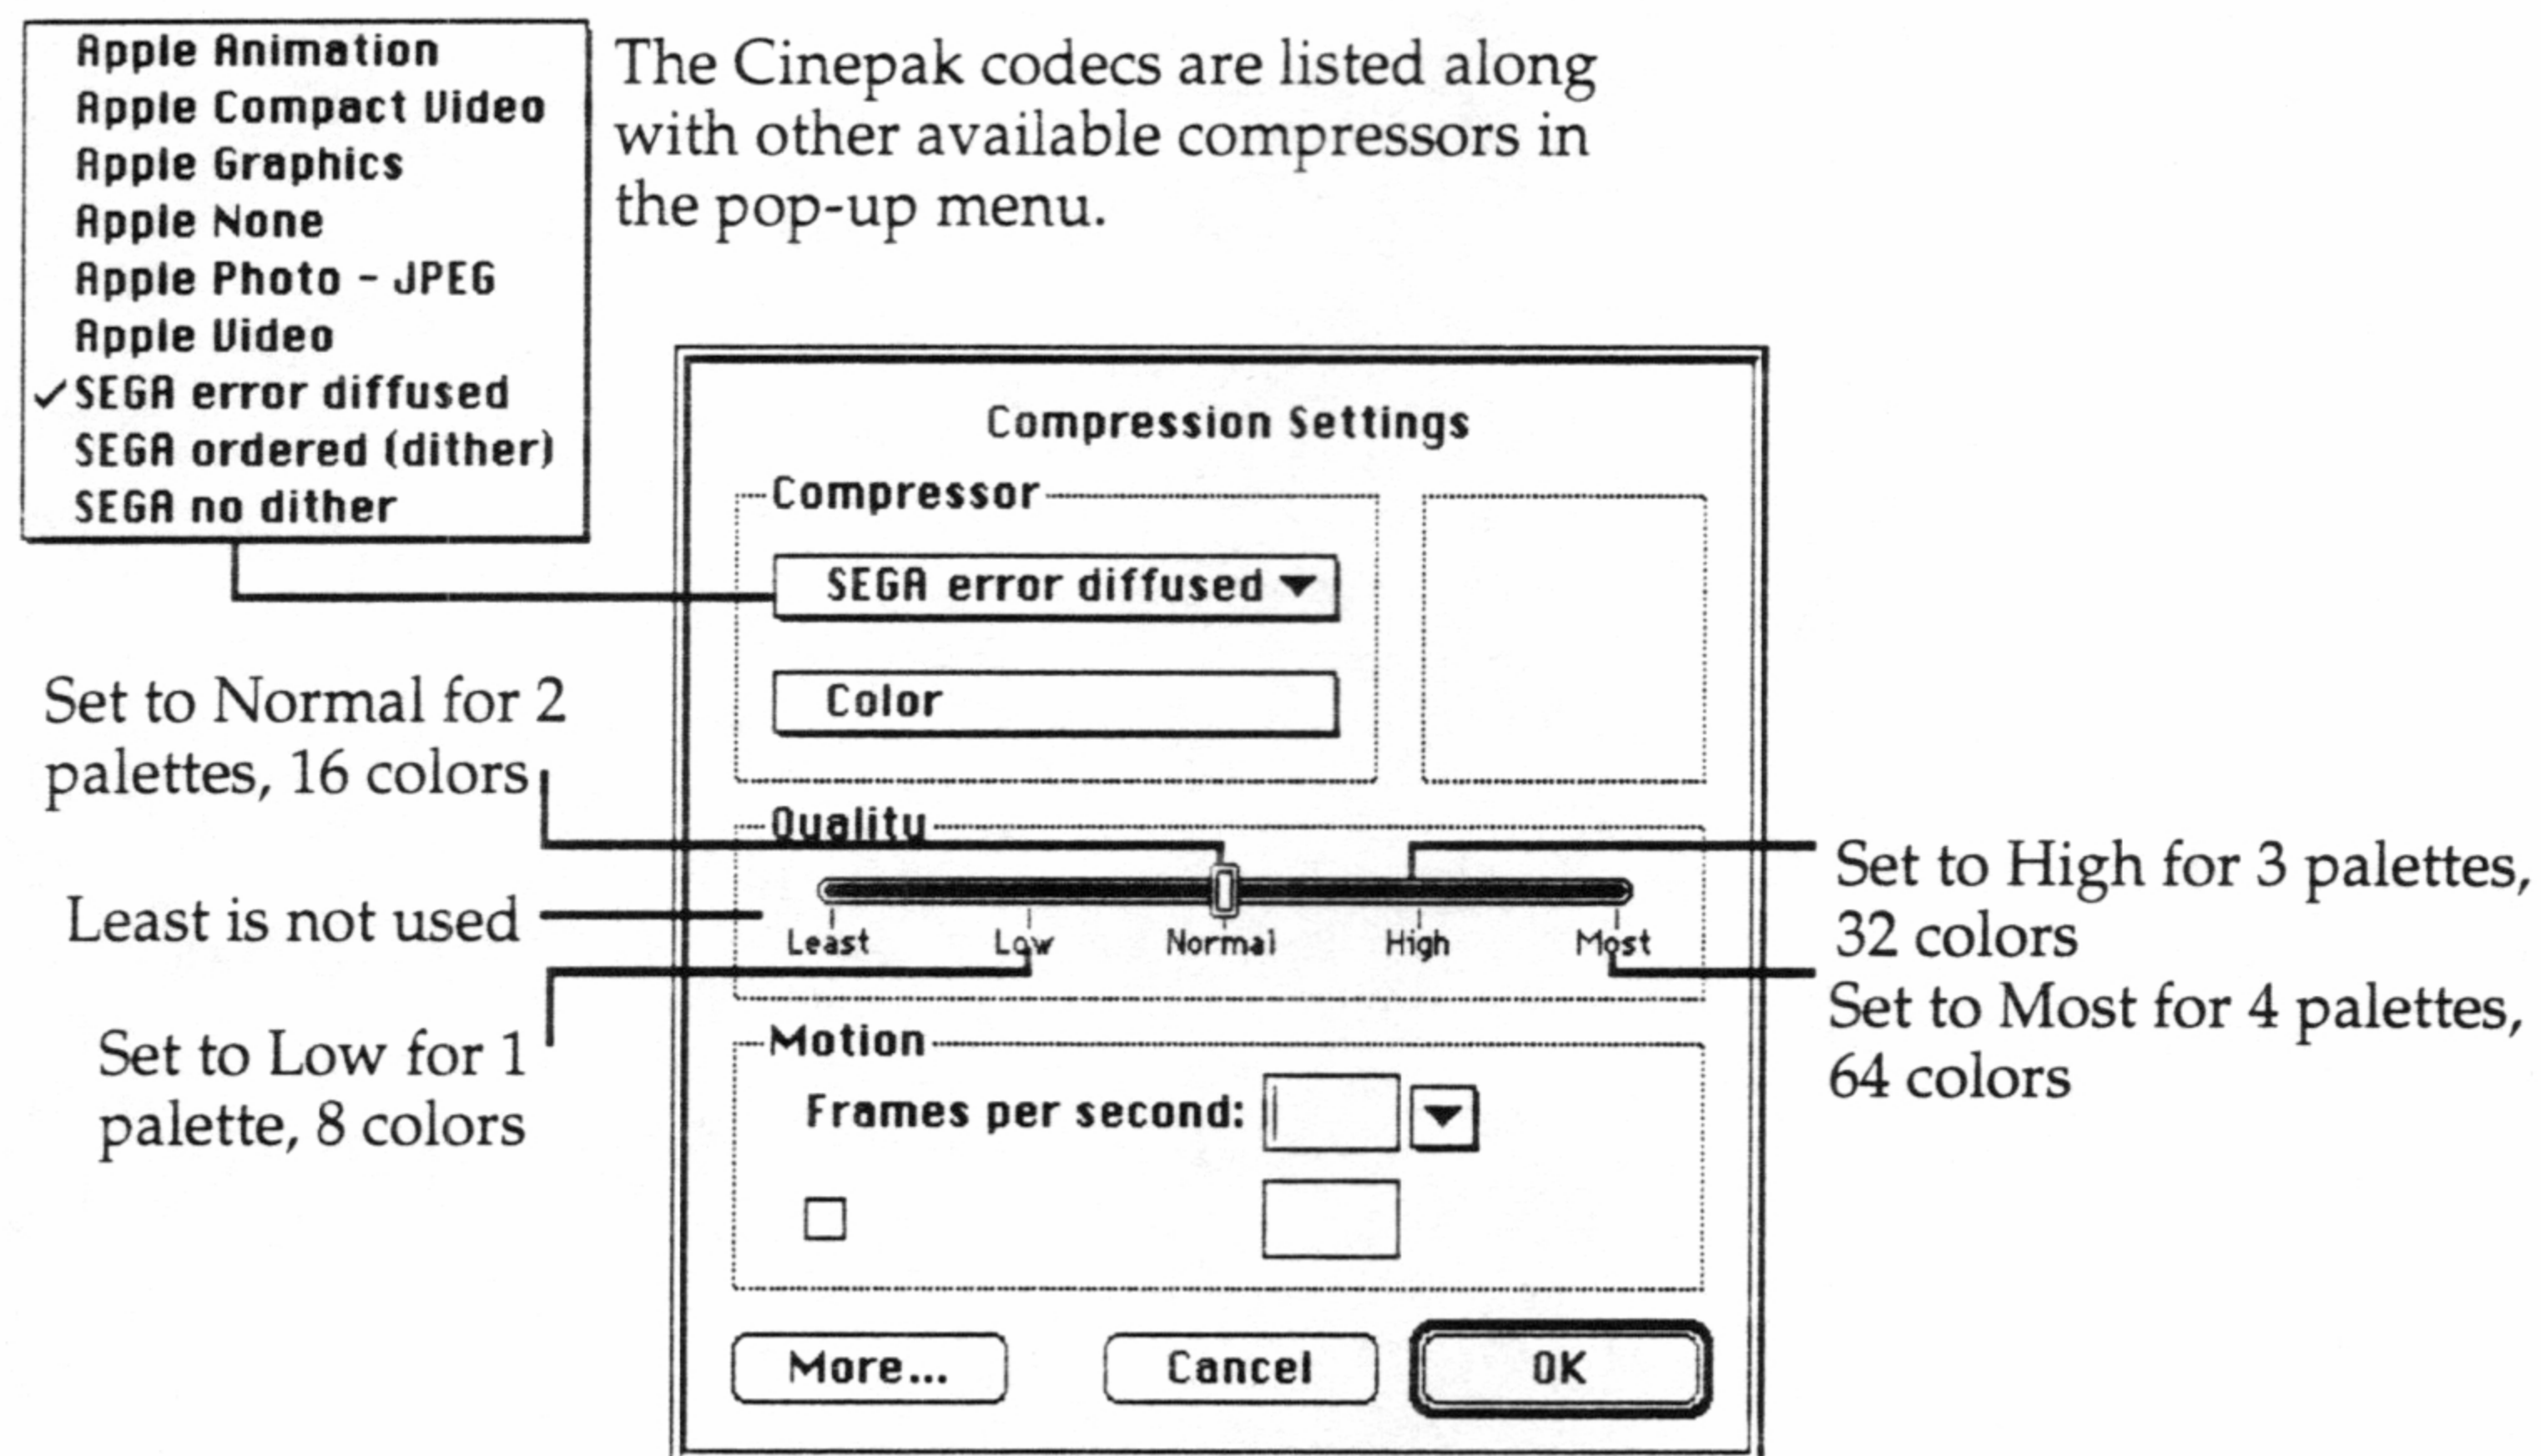 Apple Animation
Apple Compact Video
Apple Graphics
Apple None
Apple Photo - JPEG
Apple Video
✓SEGA error diffused
SEGA ordered (dither)
SEGA no dither
The Cinepak codecs are listed along
with other available compressors in
the pop-up menu.
Compression Settings
Compressor
SEGA error diffused
Color
Set to Normal for 2
palettes, 16 colors
Quality
Least is not used
Least Low Normal High Most
Set to High for 3 palettes,
32 colors
Set to Most for 4 palettes,
64 colors
Set to Low for 1
palette, 8 colors
Motion
Frames per second:
More... Cancel OK